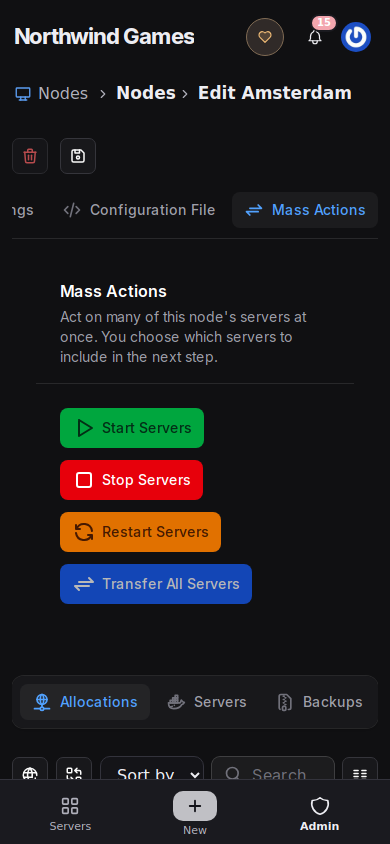 Northwind Games
15
Nodes > Nodes > Edit Amsterdam
ngs
Configuration File
Mass Actions
Mass Actions
Act on many of this node's servers at
once. You choose which servers to
include in the next step.
Start Servers
Stop Servers
Restart Servers
Transfer All Servers
Allocations
Servers
Backups
Sort by
Search
Servers
New
Admin